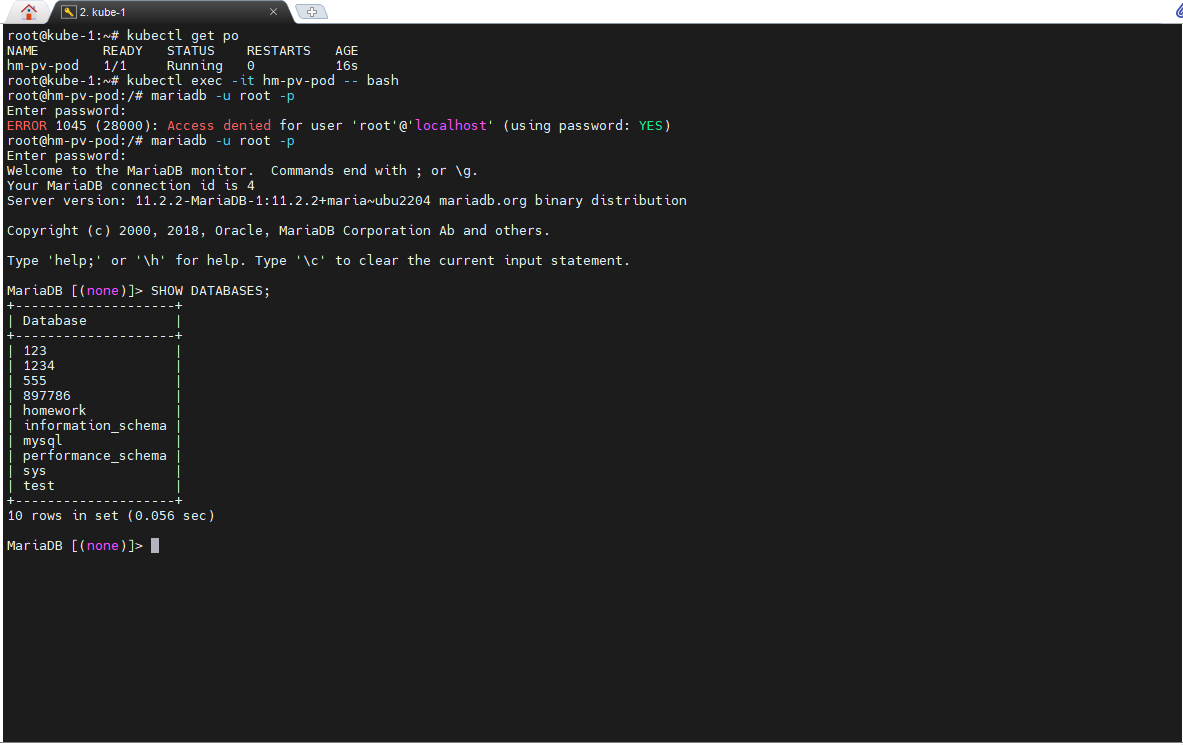 2. kube-1
root@kube-1:~# kubectl get po
NAME        READY   STATUS    RESTARTS   AGE
hm-pv-pod   1/1     Running   0          16s
root@kube-1:~# kubectl exec -it hm-pv-pod -- bash
root@hm-pv-pod:/# mariadb -u root -p
Enter password:
ERROR 1045 (28000): Access denied for user 'root'@'localhost' (using password: YES)
root@hm-pv-pod:/# mariadb -u root -p
Enter password:
Welcome to the MariaDB monitor.  Commands end with ; or \g.
Your MariaDB connection id is 4
Server version: 11.2.2-MariaDB-1:11.2.2+maria~ubu2204 mariadb.org binary distribution

Copyright (c) 2000, 2018, Oracle, MariaDB Corporation Ab and others.

Type 'help;' or '\h' for help. Type '\c' to clear the current input statement.

MariaDB [(none)]> SHOW DATABASES;
+--------------------+
| Database           |
+--------------------+
| 123                |
| 1234               |
| 555                |
| 897786             |
| homework           |
| information_schema |
| mysql              |
| performance_schema |
| sys                |
| test               |
+--------------------+
10 rows in set (0.056 sec)

MariaDB [(none)]>